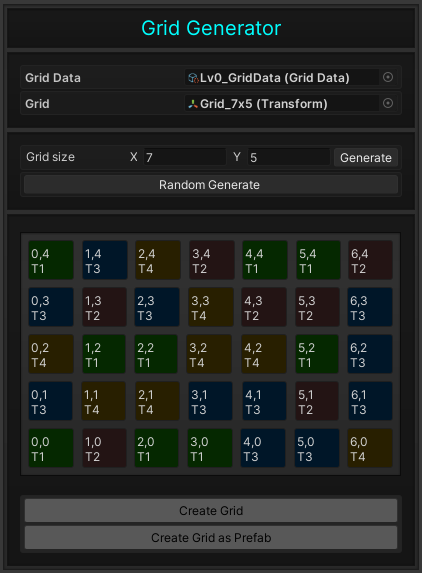 Grid Generator
Grid Data Lv0_GridData (Grid Data)
Grid Grid_7x5 (Transform)
Grid size X 7 Y 5 Generate
Random Generate
0,4 1,4 2,4 3,4 4,4 5,4 6,4
T1 T3 T4 T2 T1 T1 T2
0,3 1,3 2,3 3,3 4,3 5,3 6,3
T3 T2 T3 T4 T2 T2 T3
0,2 1,2 2,2 3,2 4,2 5,2 6,2
T4 T1 T1 T4 T4 T1 T3
0,1 1,1 2,1 3,1 4,1 5,1 6,1
T3 T4 T4 T3 T3 T2 T3
0,0 1,0 2,0 3,0 4,0 5,0 6,0
T1 T2 T1 T1 T3 T3 T4
Create Grid
Create Grid as Prefab